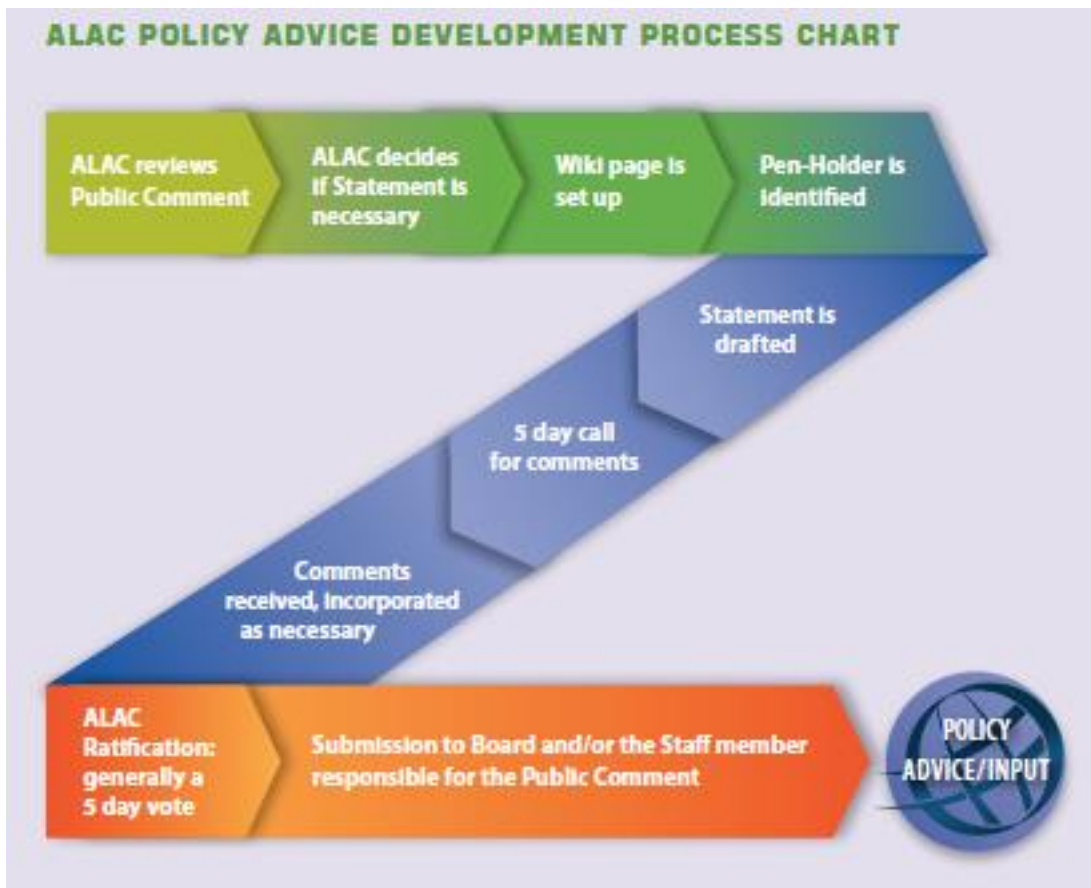 ALAC POLICY ADVICE DEVELOPMENT PROCESS CHART
ALAC reviews
Public Comment
ALAC decides
if Statement is
necessary
Wiki page is
set up
Pen-Holder is
identified
Statement is
drafted
5 day call
for comments
Comments
received, incorporated
as necessary
ALAC
Ratification:
generally a
5 day vote
Submission to Board and/or the Staff member
responsible for the Public Comment
POLICY
ADVICE/INPUT